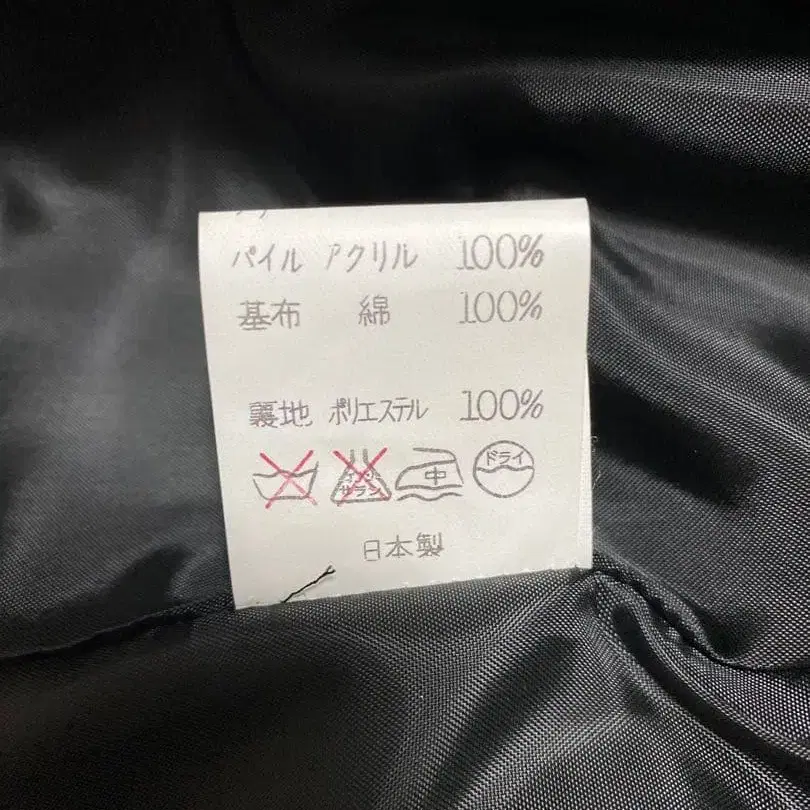 パイル アクリル 100%
基布 綿 100%
裏地 ポリエステル 100%
中 ドライ
日本製